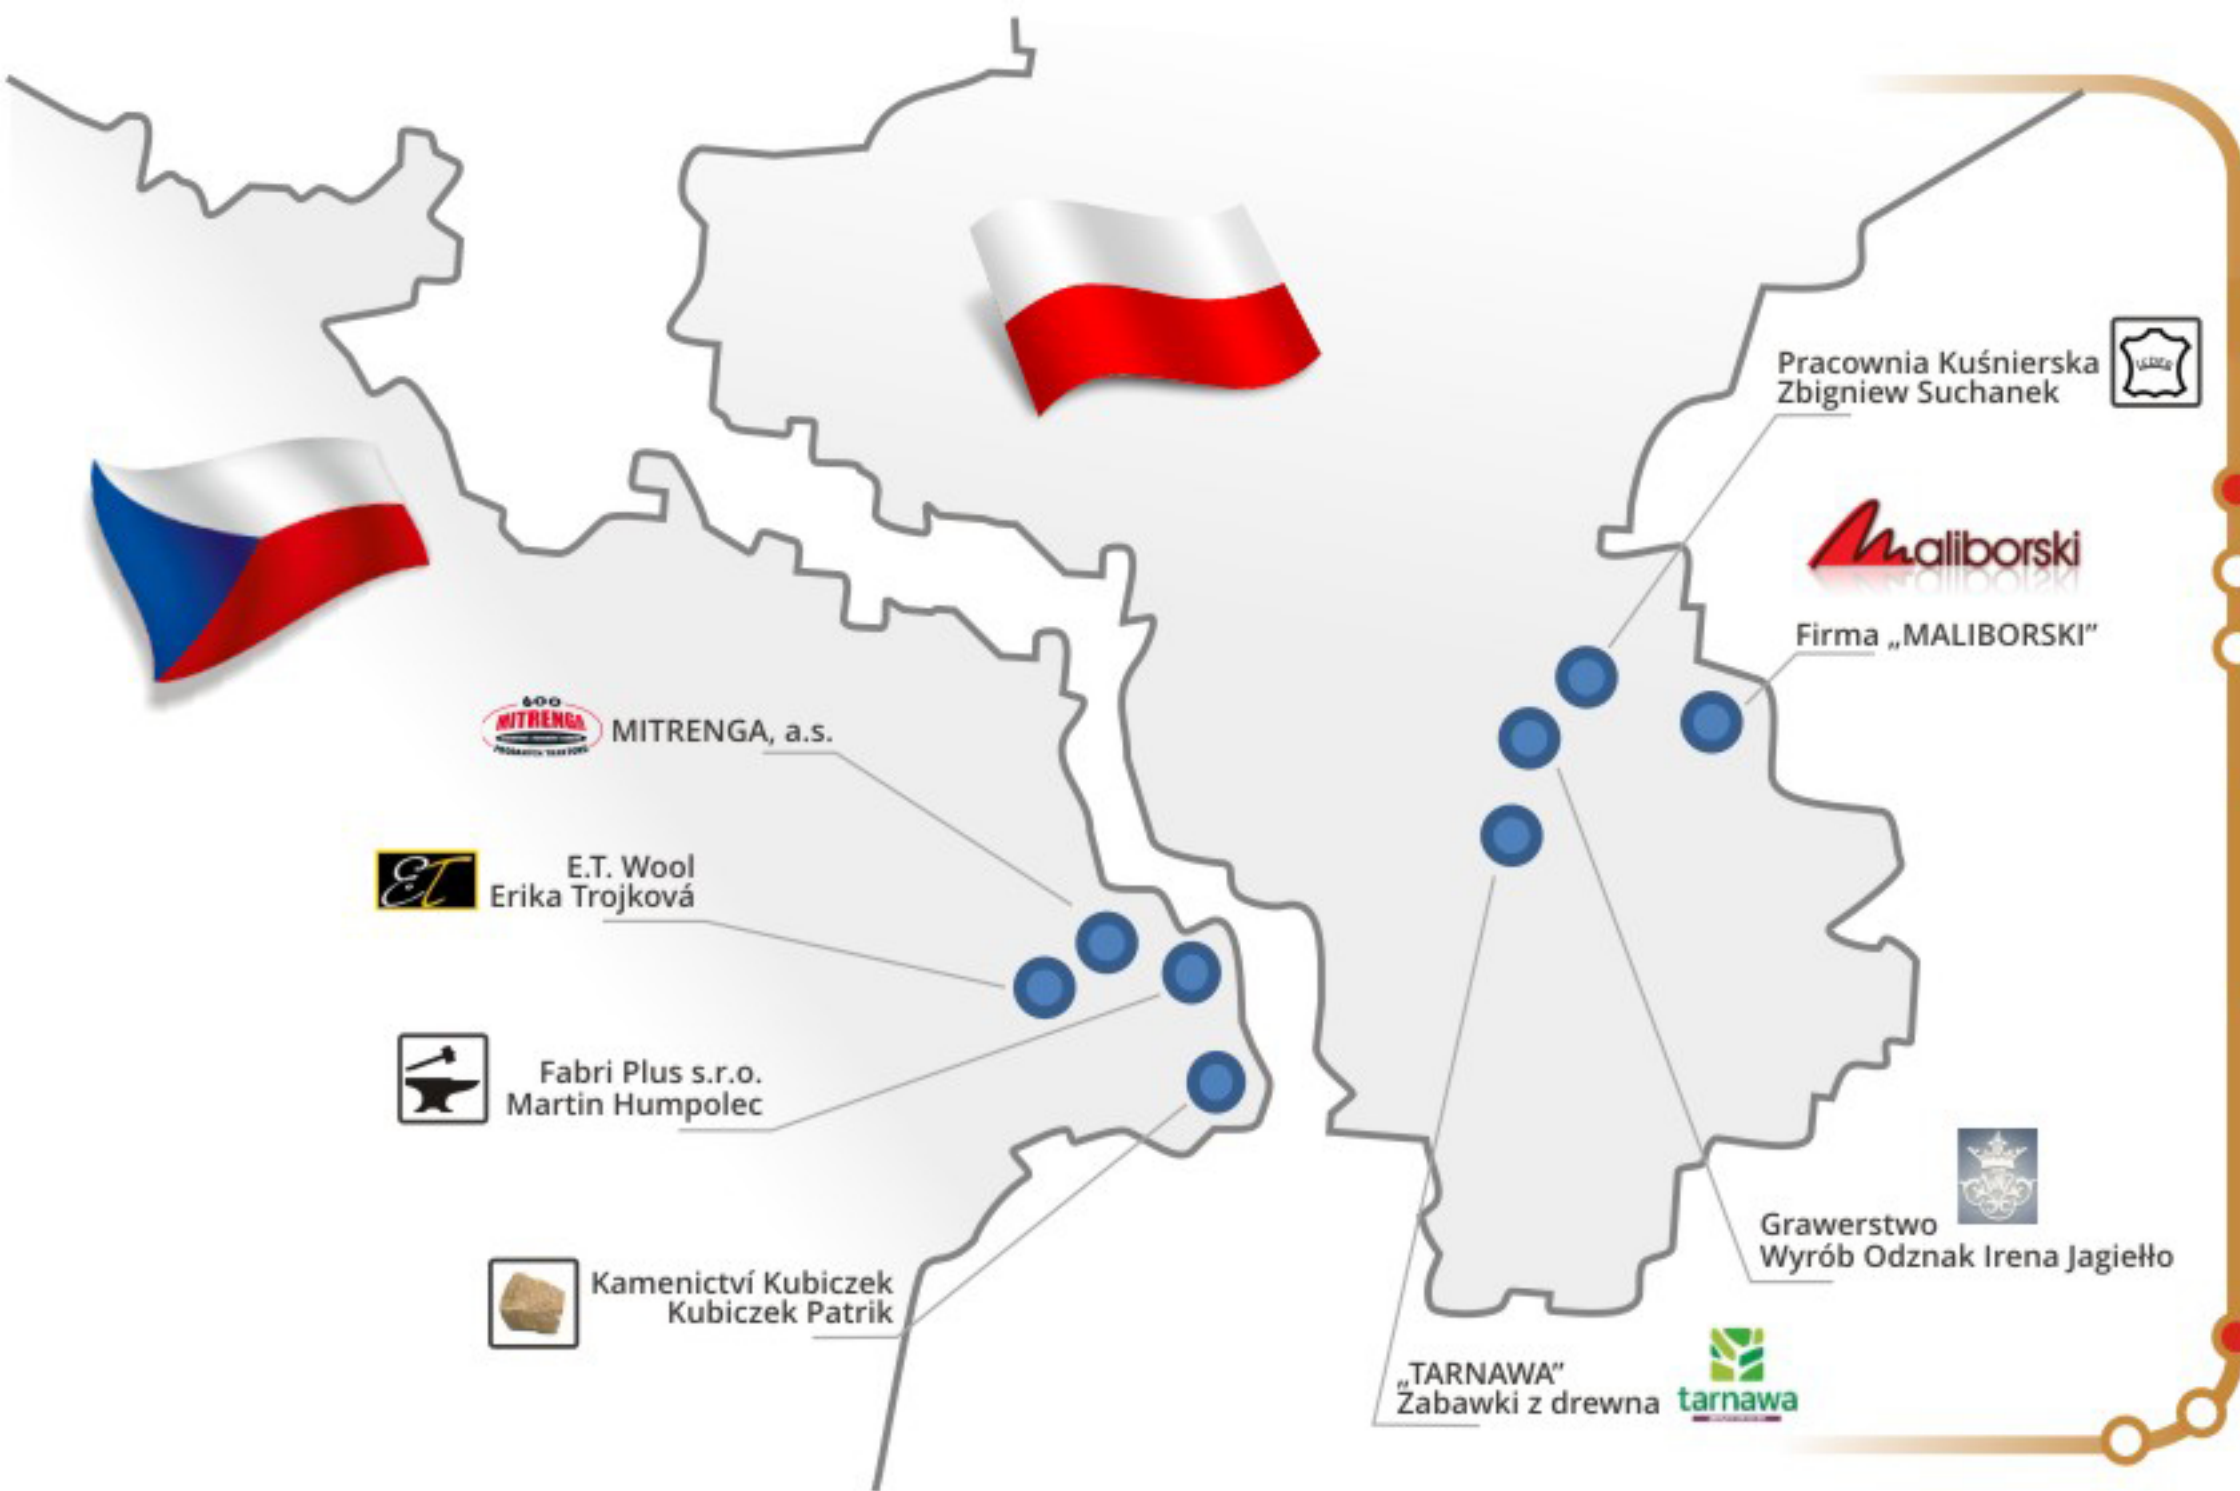 Pracownia Kuśnierska
Zbigniew Suchanek
Maliborski
Firma „MALIBORSKI”
MITRENGA
MITRENGA, a.s.
ET
E.T. Wool
Erika Trojková
Fabri Plus s.r.o.
Martin Humpolec
Kamenictví Kubiczek
Kubiczek Patrik
Grawerstwo
Wyrób Odznak Irena Jagiełło
„TARNAWA”
Zabawki z drewna
tarnawa